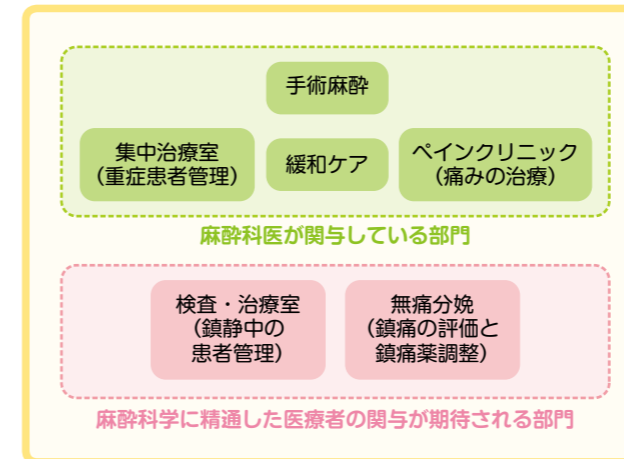 手術麻酔
集中治療室
（重症患者管理）
緩和ケア
ペインクリニック
（痛みの治療）
麻酔科医が関与している部門
検査・治療室
（鎮静中の
患者管理）
無痛分娩
（鎮痛の評価と
鎮痛薬調整）
麻酔科学に精通した医療者の関与が期待される部門